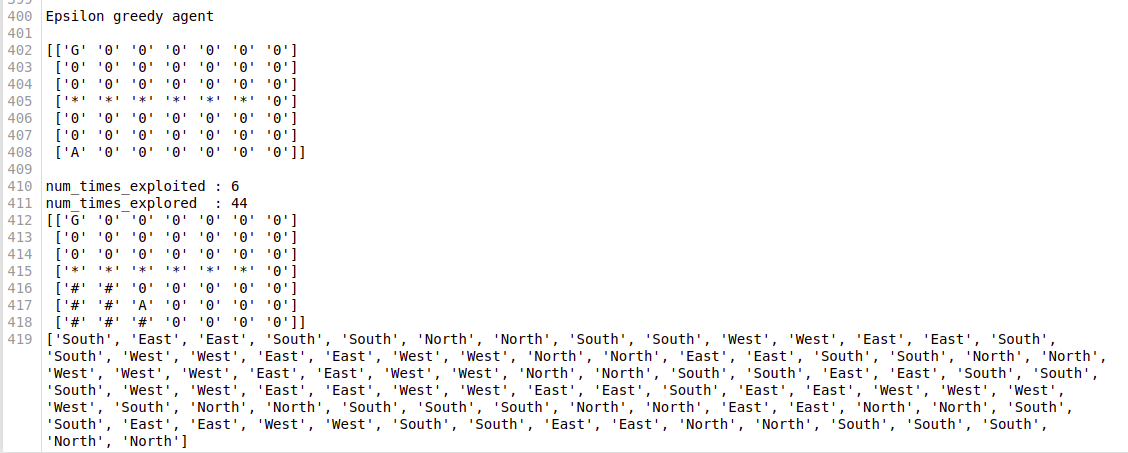 399
400 Epsilon greedy agent
401
402 [['G' '0' '0' '0' '0' '0' '0']
403  ['0' '0' '0' '0' '0' '0' '0']
404  ['0' '0' '0' '0' '0' '0' '0']
405  ['*' '*' '*' '*' '*' '*' '0']
406  ['0' '0' '0' '0' '0' '0' '0']
407  ['0' '0' '0' '0' '0' '0' '0']
408  ['A' '0' '0' '0' '0' '0' '0']]
409
410 num_times_exploited : 6
411 num_times_explored  : 44
412 [['G' '0' '0' '0' '0' '0' '0']
413  ['0' '0' '0' '0' '0' '0' '0']
414  ['0' '0' '0' '0' '0' '0' '0']
415  ['*' '*' '*' '*' '*' '*' '0']
416  ['#' '#' '0' '0' '0' '0' '0']
417  ['#' '#' 'A' '0' '0' '0' '0']
418  ['#' '#' '#' '0' '0' '0' '0']]
419 ['South', 'East', 'East', 'South', 'South', 'North', 'North', 'South', 'South', 'West', 'West', 'East', 'East', 'South',
'South', 'West', 'West', 'East', 'East', 'West', 'West', 'North', 'North', 'East', 'East', 'South', 'South', 'North', 'North',
'West', 'West', 'West', 'East', 'East', 'West', 'West', 'North', 'North', 'South', 'South', 'East', 'East', 'South', 'South',
'South', 'West', 'West', 'East', 'East', 'West', 'West', 'East', 'East', 'South', 'East', 'East', 'West', 'West', 'West',
'West', 'South', 'North', 'North', 'South', 'South', 'South', 'North', 'North', 'East', 'East', 'North', 'North', 'South',
'South', 'East', 'East', 'West', 'West', 'South', 'South', 'East', 'East', 'North', 'North', 'South', 'South', 'South',
'North', 'North']